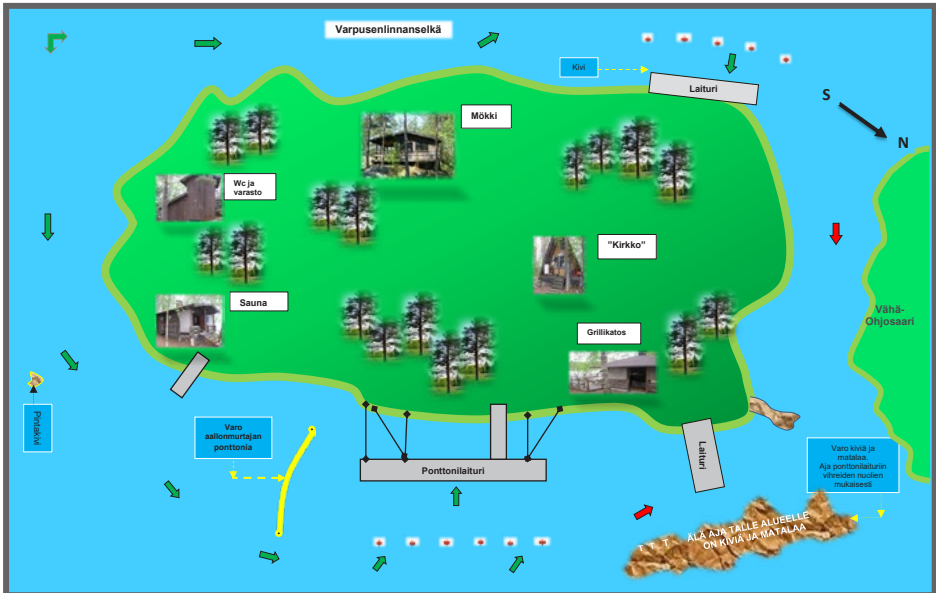 Varpusenlinnanselkä
Kivi
Laituri
S
N
Mökki
Wc ja
varasto
"Kirkko"
Sauna
Vähä-
Ohjosaari
Grillikatos
Pintakivi
Varo
aallonmurtajan
ponttonia
Ponttonilaituri
Laituri
Varo kiviä ja
matalaa.
Aja ponttonilaituriin
vihreiden nuolien
mukaisesti
T T T ÄLÄ AJA TALLE ALUEELLE
ON KIVIÄ JA MATALAA